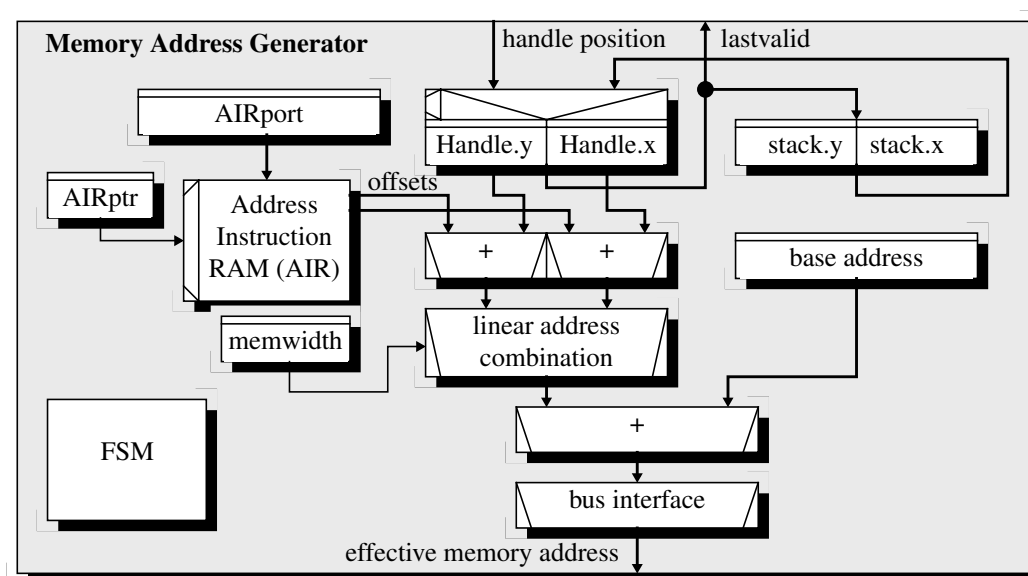 Memory Address Generator
handle position
lastvalid
AIRport
Handle.y
Handle.x
stack.y
stack.x
AIRptr
offsets
Address
Instruction
RAM (AIR)
+
+
base address
memwidth
linear address
combination
FSM
+
bus interface
effective memory address